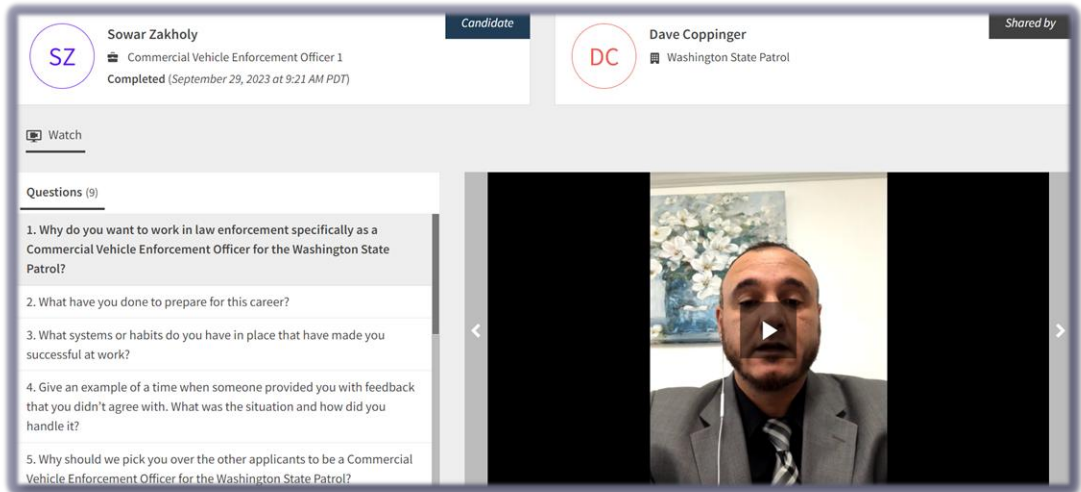 Candidate
SZ
Sowar Zakholy
Commercial Vehicle Enforcement Officer 1
Completed (September 29, 2023 at 9:21 AM PDT)
Shared by
DC
Dave Coppinger
Washington State Patrol
Watch
Questions (9)
1. Why do you want to work in law enforcement specifically as a
Commercial Vehicle Enforcement Officer for the Washington State
Patrol?
2. What have you done to prepare for this career?
3. What systems or habits do you have in place that have made you
successful at work?
4. Give an example of a time when someone provided you with feedback
that you didn't agree with. What was the situation and how did you
handle it?
5. Why should we pick you over the other applicants to be a Commercial
Vehicle Enforcement Officer for the Washington State Patrol?